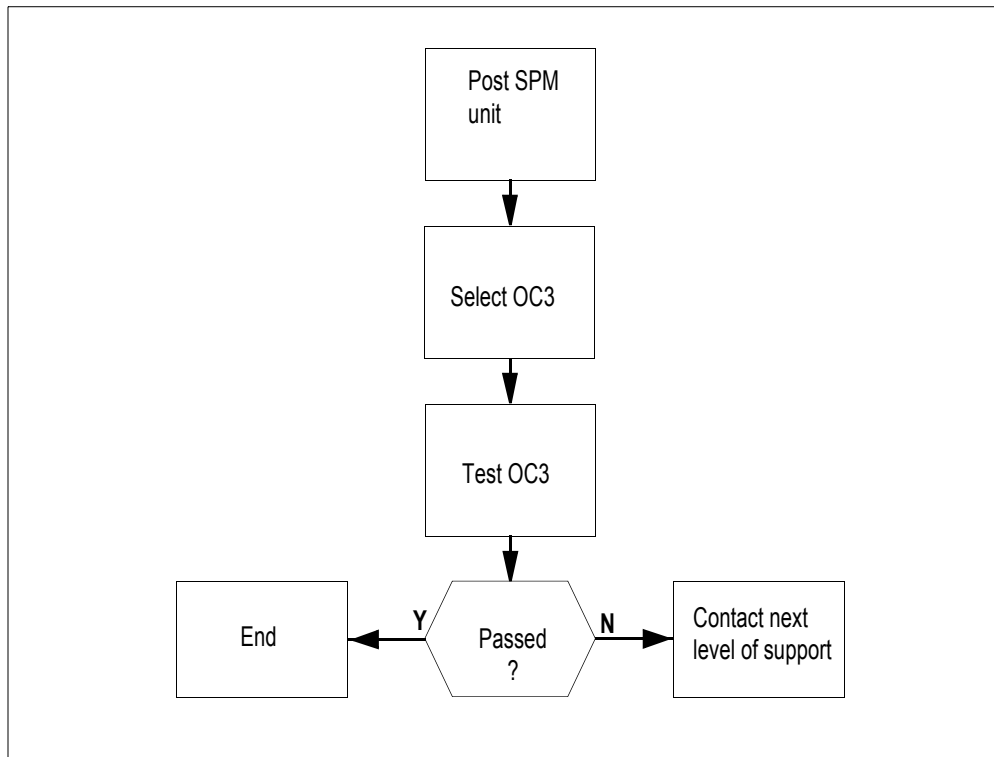 Post SPM
unit
Select OC3
Test OC3
Y
N
End
Passed
?
Contact next
level of support